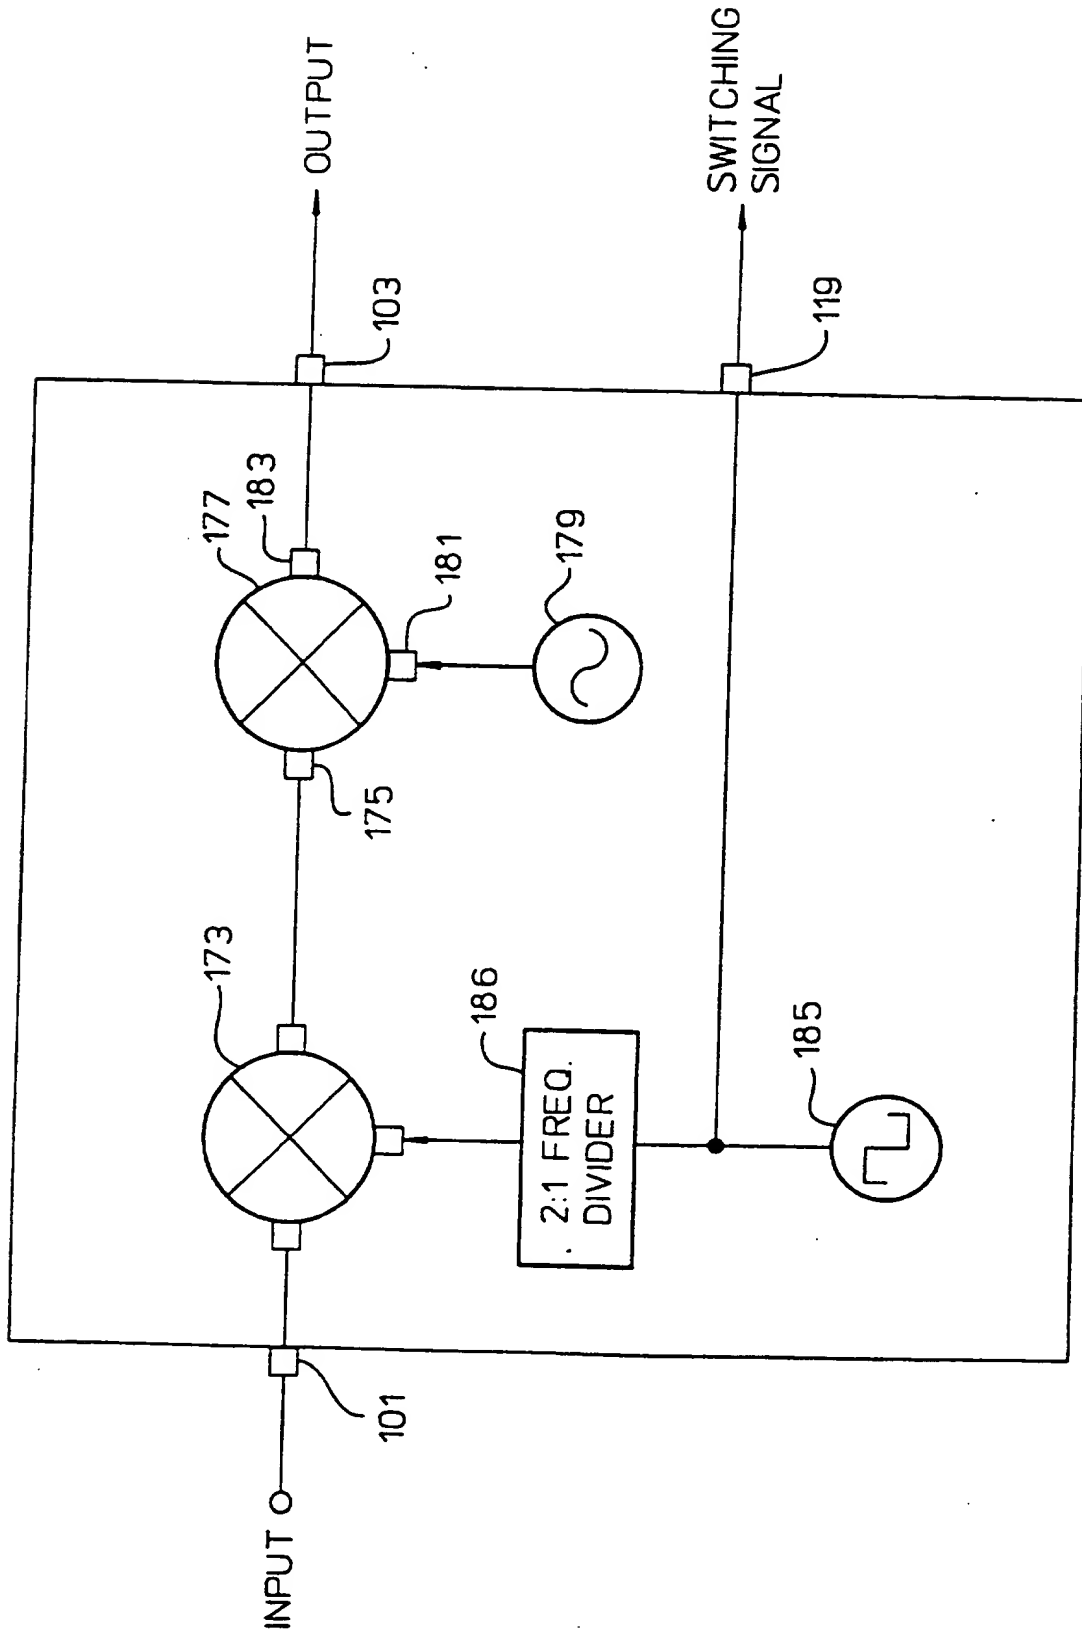 INPUT
101
173
175
177
183
181
179
103
OUTPUT
2:1 FREQ.
DIVIDER
186
185
119
SWITCHING
SIGNAL